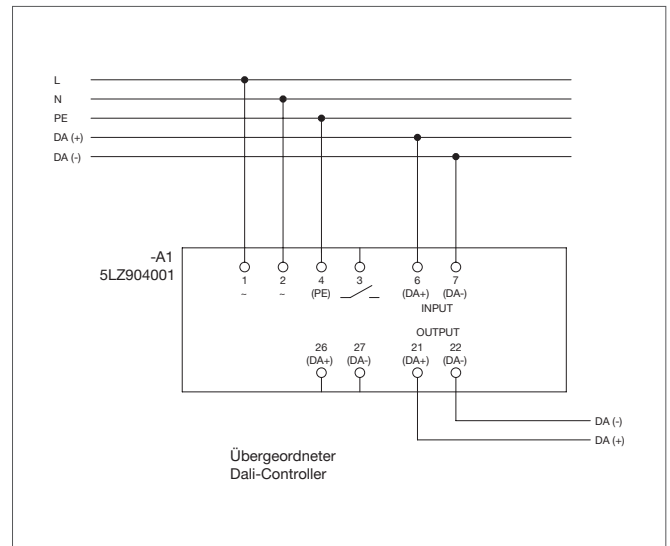 L
N
PE
DA (+)
DA (-)
-A1
5LZ904001
1 2 4 3 6 7
~ ~ (PE) (DA+) (DA-)
INPUT
OUTPUT
26 27 21 22
(DA+) (DA-) (DA+) (DA-)
DA (-)
DA (+)
Übergeordneter
Dali-Controller